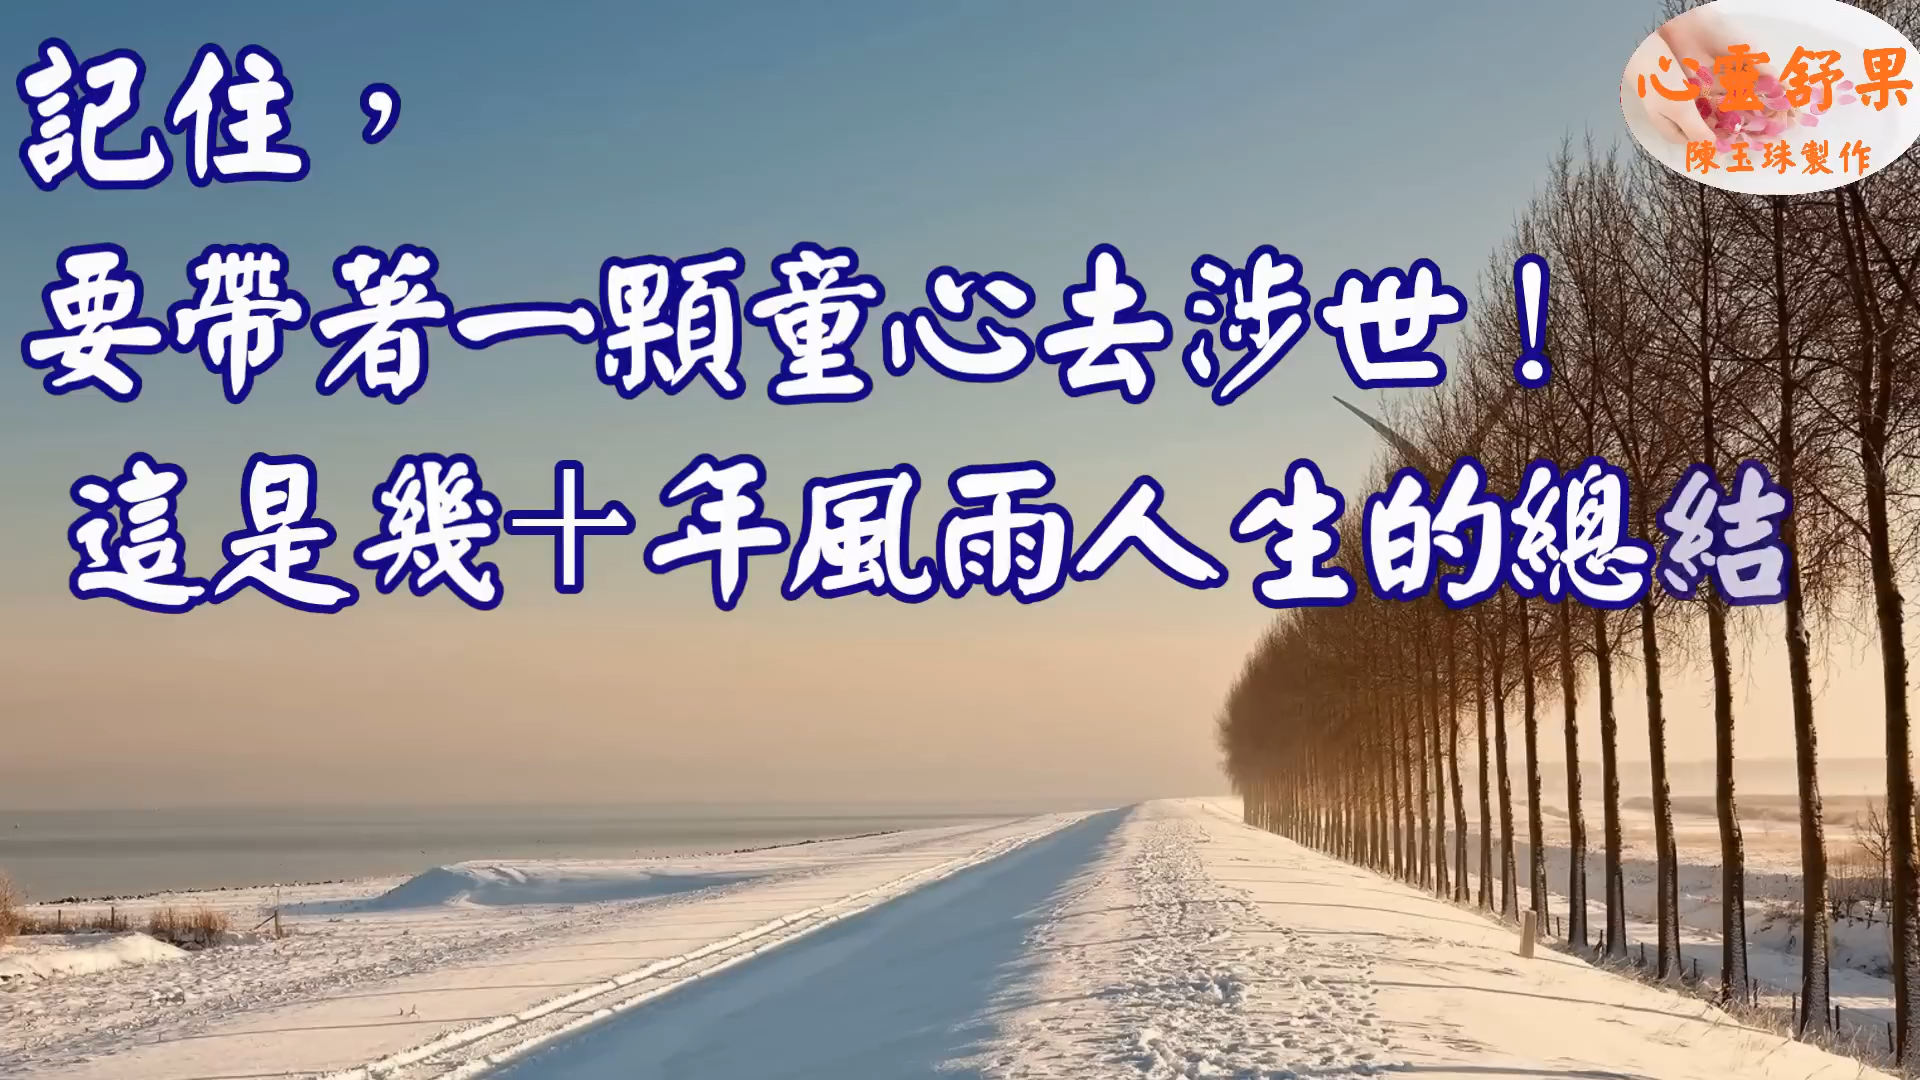 記住，
要帶著一顆童心去涉世！
這是幾十年風雨人生的總結
心靈舒果
陳玉珠製作